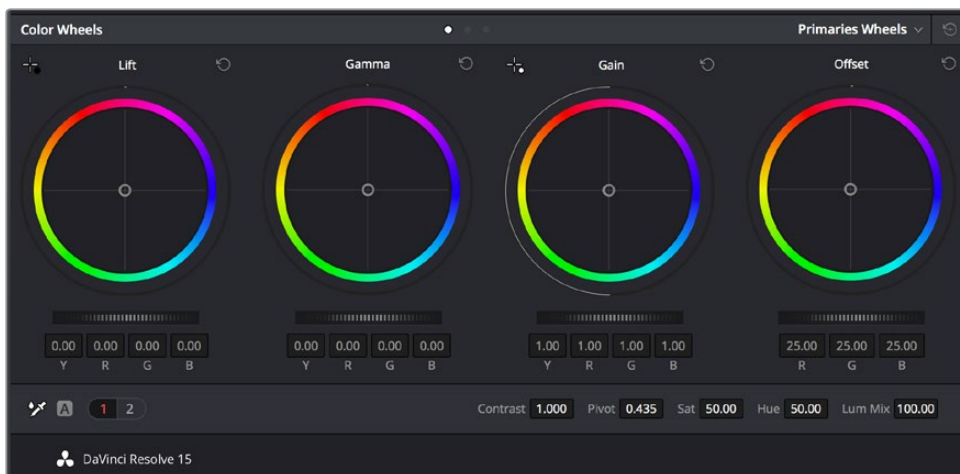 Color Wheels Primaries Wheels
Lift Gamma Gain Offset
0.00 0.00 0.00 0.00 0.00 0.00 0.00 0.00 1.00 1.00 1.00 1.00 25.00 25.00 25.00
Y R G B Y R G B Y R G B R G B
A 1 2 Contrast 1.000 Pivot 0.435 Sat 50.00 Hue 50.00 Lum Mix 100.00
DaVinci Resolve 15